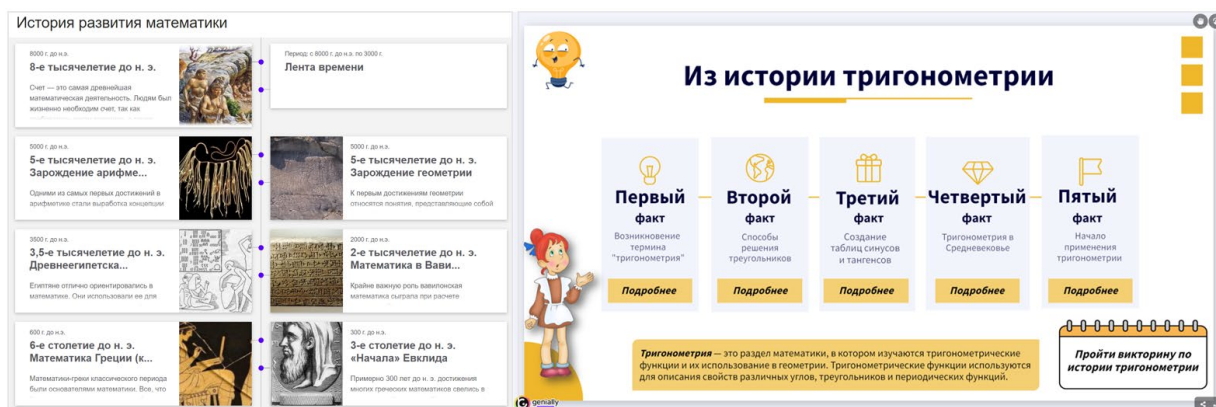 История развития математики
8000 г. до н.э.
8-е тысячелетие до н. э.
Счет — это самая древнейшая
математическая деятельность. Людям был
жизненно необходим счет, так как
Период: с 8000 г. до н.э. по 3000 г.
Лента времени
5000 г. до н.э.
5-е тысячелетие до н. э.
Зарождение арифме...
Одними из самых первых достижений в
арифметике стали выработка концепции
5000 г. до н.э.
5-е тысячелетие до н. э.
Зарождение геометрии
К первым достижениям геометрии
относятся понятия, представляющие собой
3500 г. до н.э.
3,5-е тысячелетие до н. э.
Древнеегипетска...
Египтяне отлично ориентировались в
математике. Они использовали ее для
2000 г. до н.э.
2-е тысячелетие до н. э.
Математика в Вави...
Крайне важную роль вавилонская
математика сыграла при расчете
600 г. до н.э.
6-е столетие до н. э.
Математика Греции (к...
Математики-греки классического периода
были основателями математики. Все, что
300 г. до н.э.
3-е столетие до н. э.
«Начала» Евклида
Примерно 300 лет до н. э. достижения
многих греческих математиков свелись в
Из истории тригонометрии
Первый
факт
Возникновение
термина
"тригонометрия"
Подробнее
Второй
факт
Способы
решения
треугольников
Подробнее
Третий
факт
Создание
таблиц синусов
и тангенсов
Подробнее
Четвертый
факт
Тригонометрия в
Средневековье
Подробнее
Пятый
факт
Начало
применения
тригонометрии
Подробнее
Тригонометрия — это раздел математики, в котором изучаются тригонометрические
функции и их использование в геометрии. Тригонометрические функции используются
для описания свойств различных углов, треугольников и периодических функций.
Пройти викторину по
истории тригонометрии
genially